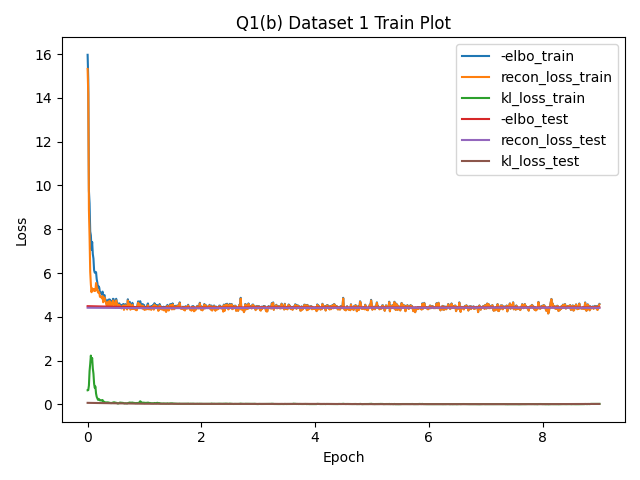 Q1(b) Dataset 1 Train Plot
16
14
12
10
8
6
4
2
0
Loss
-elbo_train
recon_loss_train
kl_loss_train
-elbo_test
recon_loss_test
kl_loss_test
0 2 4 6 8
Epoch